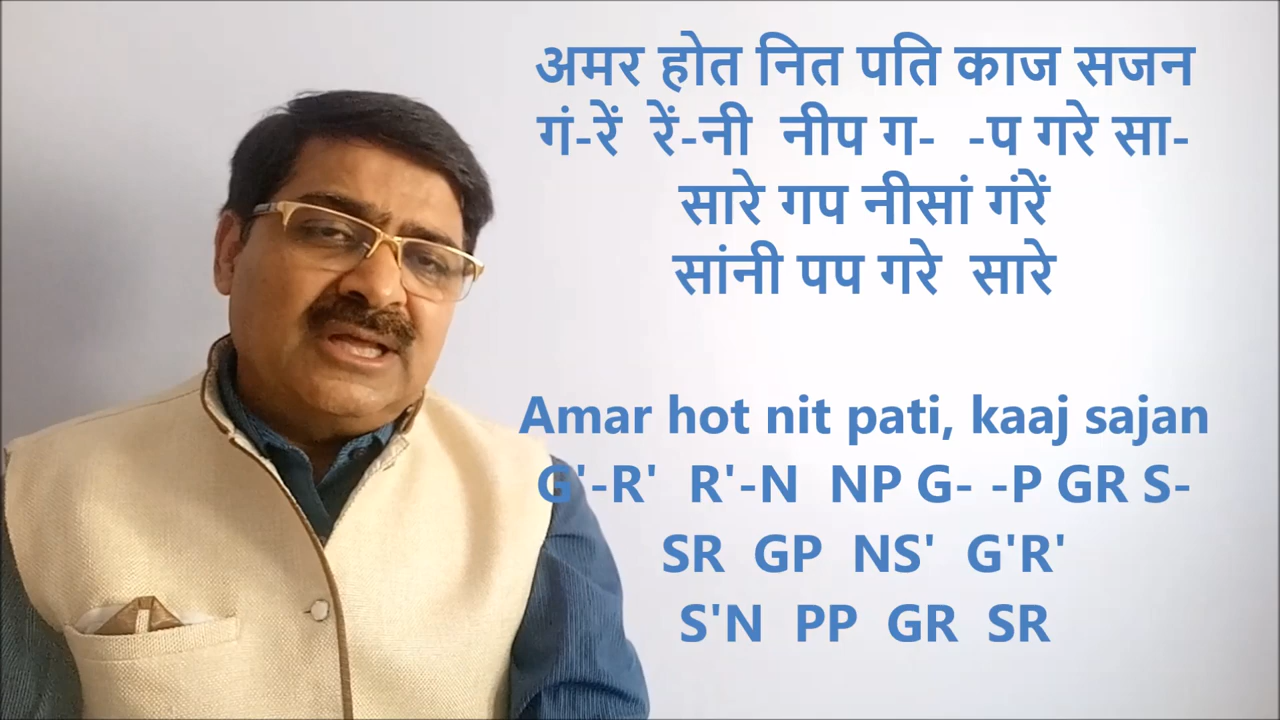 अमर होत नित पति काज सजन
गं-रें  रें-नी  नीप ग-  -प गरे सा-
सारे गप नीसां गंरें
सांनी पप गरे  सारे
Amar hot nit pati, kaaj sajan
G'-R'  R'-N  NP G- -P GR S-
SR  GP  NS'  G'R'
S'N  PP  GR  SR